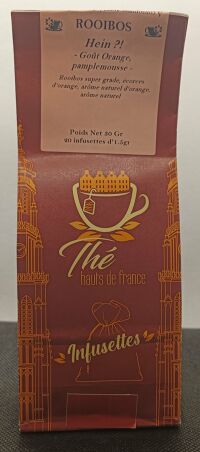 ROOIBOS
Hein ?!
- Goût Orange,
pamplemousse -
Rooibos super grade, écorces
d'orange, arôme naturel d'orange,
arôme naturel
Poids Net 30 Gr
20 infusettes d'1.5gr
Thé
hauts de france
Infusettes